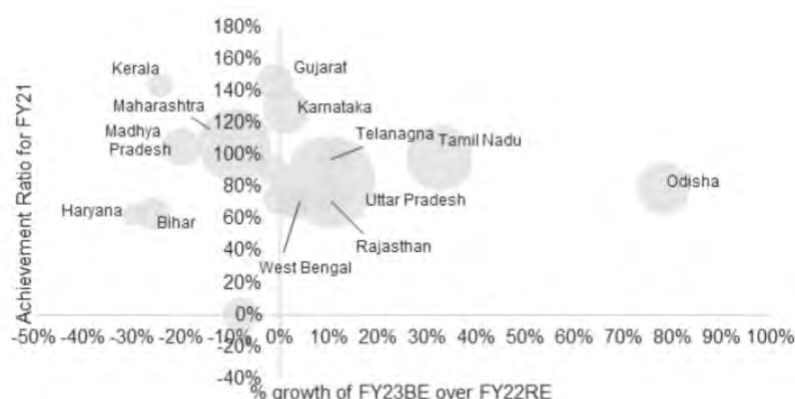 Achievement Ratio for FY21
180%
160%
140%
120%
100%
80%
60%
40%
20%
0%
-20%
-40%
Kerala
Gujarat
Maharashtra
Karnataka
Madhya
Pradesh
Telanagna
Tamil Nadu
Odisha
Haryana
Bihar
Uttar Pradesh
West Bengal
Rajasthan
-50% -40% -30% -20% -10% 0% 10% 20% 30% 40% 50% 60% 70% 80% 90% 100%
% growth of FY23BE over FY22RE